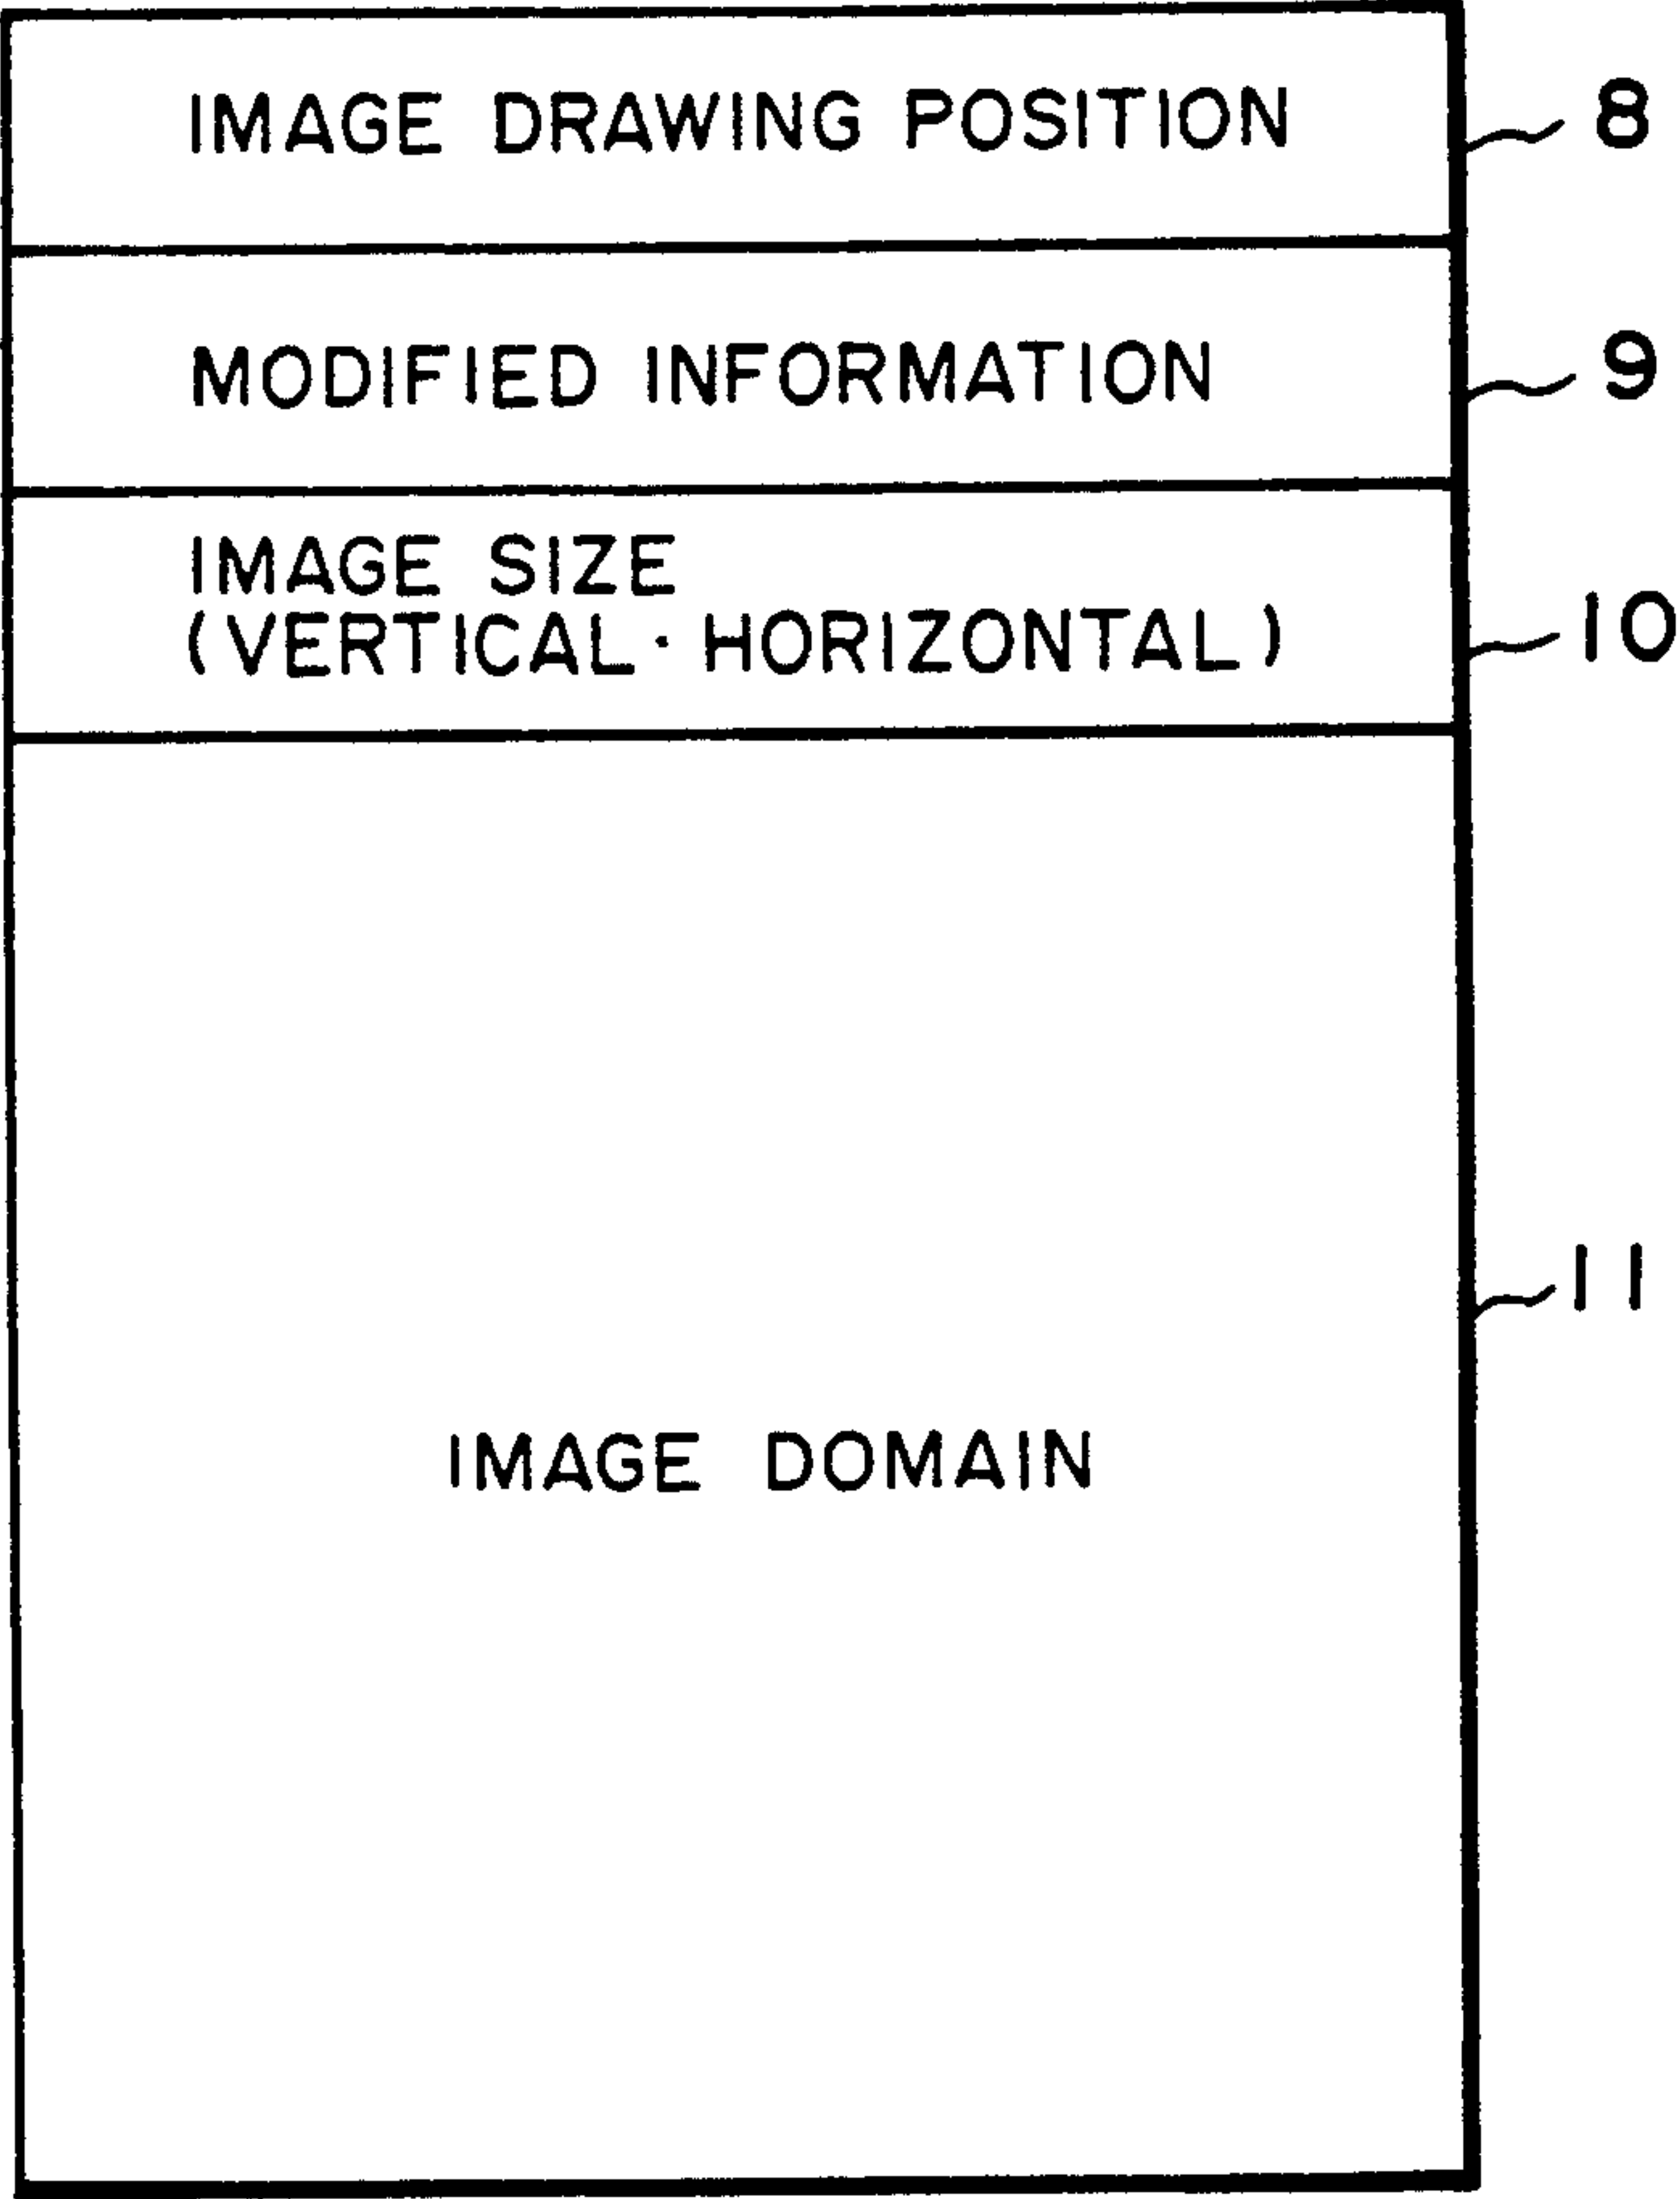 IMAGE DRAWING POSITION 8
MODIFIED INFORMATION 9
IMAGE SIZE
(VERTICAL · HORIZONTAL) 10
11
IMAGE DOMAIN